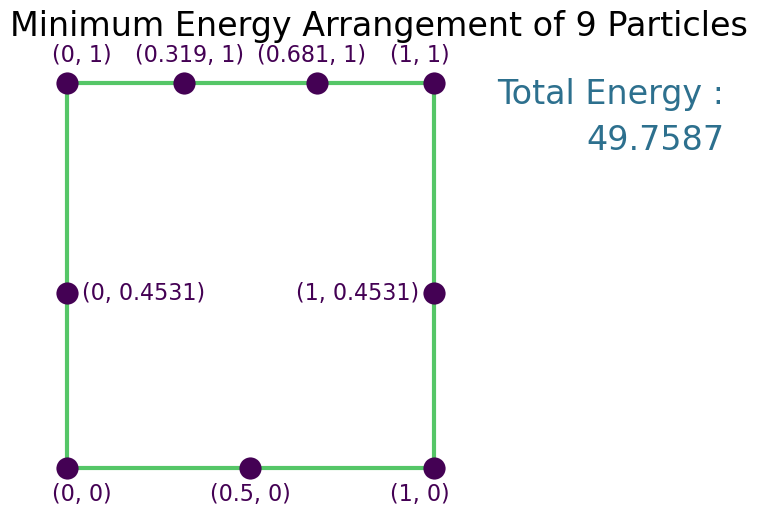 Minimum Energy Arrangement of 9 Particles
(0, 1) (0.319, 1) (0.681, 1) (1, 1)
Total Energy :
49.7587
(0, 0.4531) (1, 0.4531)
(0, 0) (0.5, 0) (1, 0)